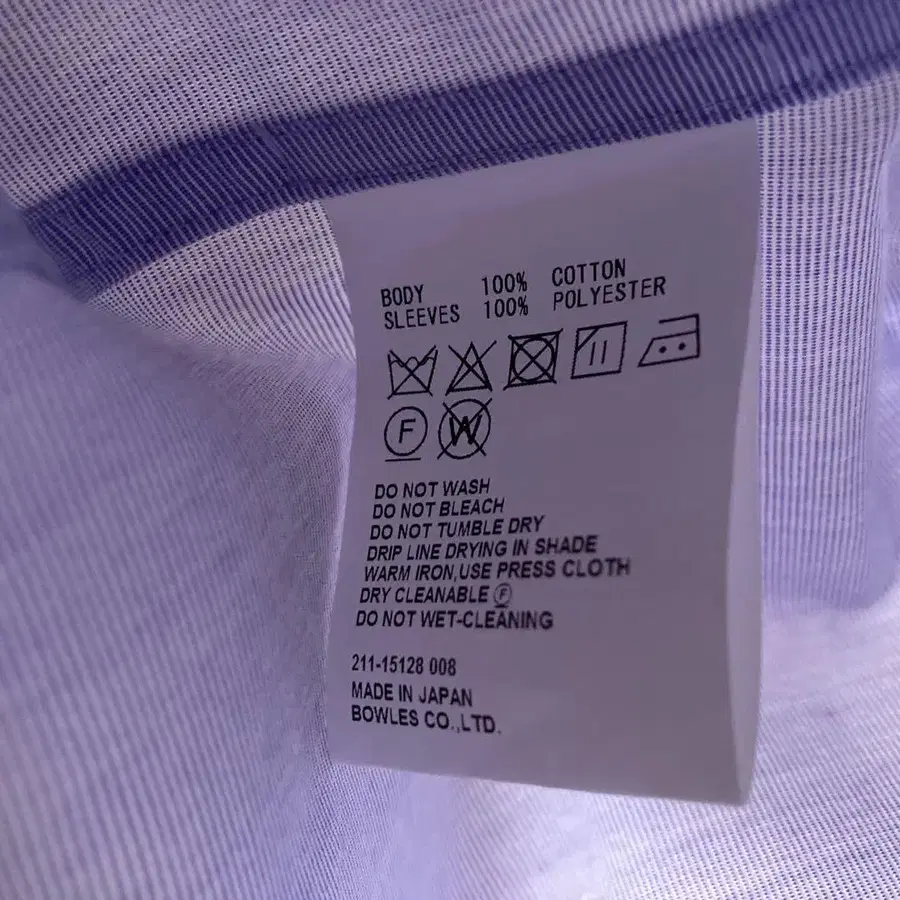 BODY 100% COTTON
SLEEVES 100% POLYESTER
F W
DO NOT WASH
DO NOT BLEACH
DO NOT TUMBLE DRY
DRIP LINE DRYING IN SHADE
WARM IRON,USE PRESS CLOTH
DRY CLEANABLE Ⓕ
DO NOT WET-CLEANING
211-15128 008
MADE IN JAPAN
BOWLES CO.,LTD.